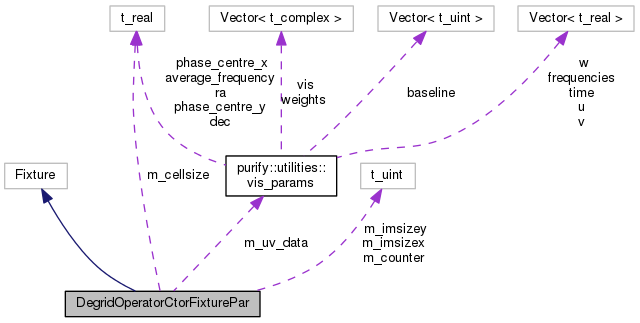 t_real
Vector< t_complex >
Vector< t_uint >
Vector< t_real >
phase_centre_x
average_frequency
ra
phase_centre_y
dec
vis
weights
baseline
w
frequencies
time
u
v
Fixture
m_cellsize
purify::utilities::
vis_params
t_uint
m_uv_data
m_imsizey
m_imsizex
m_counter
DegridOperatorCtorFixturePar